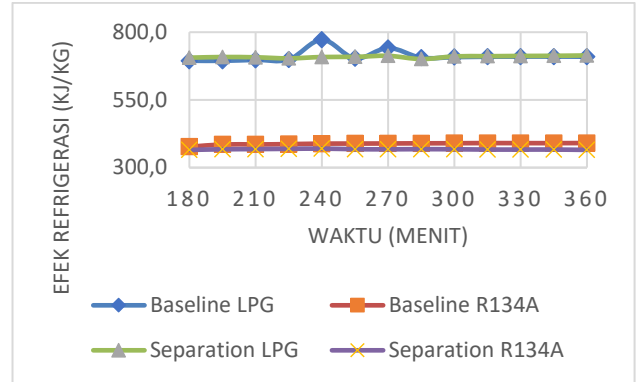 EFEK REFRIGERASI (KJ/KG)
800,0
550,0
300,0
180 210 240 270 300 330 360
WAKTU (MENIT)
Baseline LPG Baseline R134A
Separation LPG Separation R134A